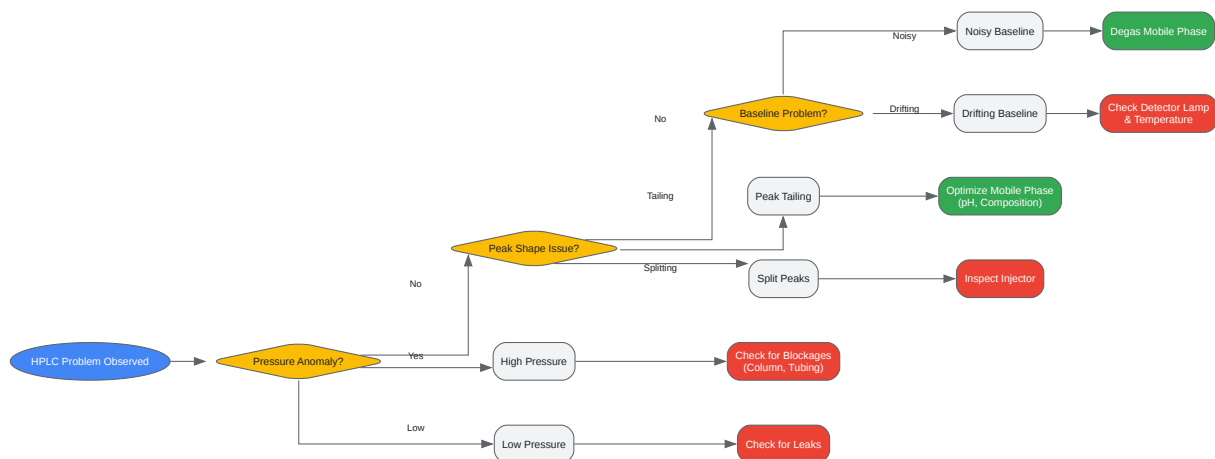 Noisy Baseline
Degas Mobile Phase
Noisy
Baseline Problem?
Drifting
Drifting Baseline
Check Detector Lamp
& Temperature
No
Tailing
Peak Tailing
Optimize Mobile Phase
(pH, Composition)
Peak Shape Issue?
Splitting
Split Peaks
Inspect Injector
No
HPLC Problem Observed
Pressure Anomaly?
Yes
High Pressure
Check for Blockages
(Column, Tubing)
Low
Low Pressure
Check for Leaks